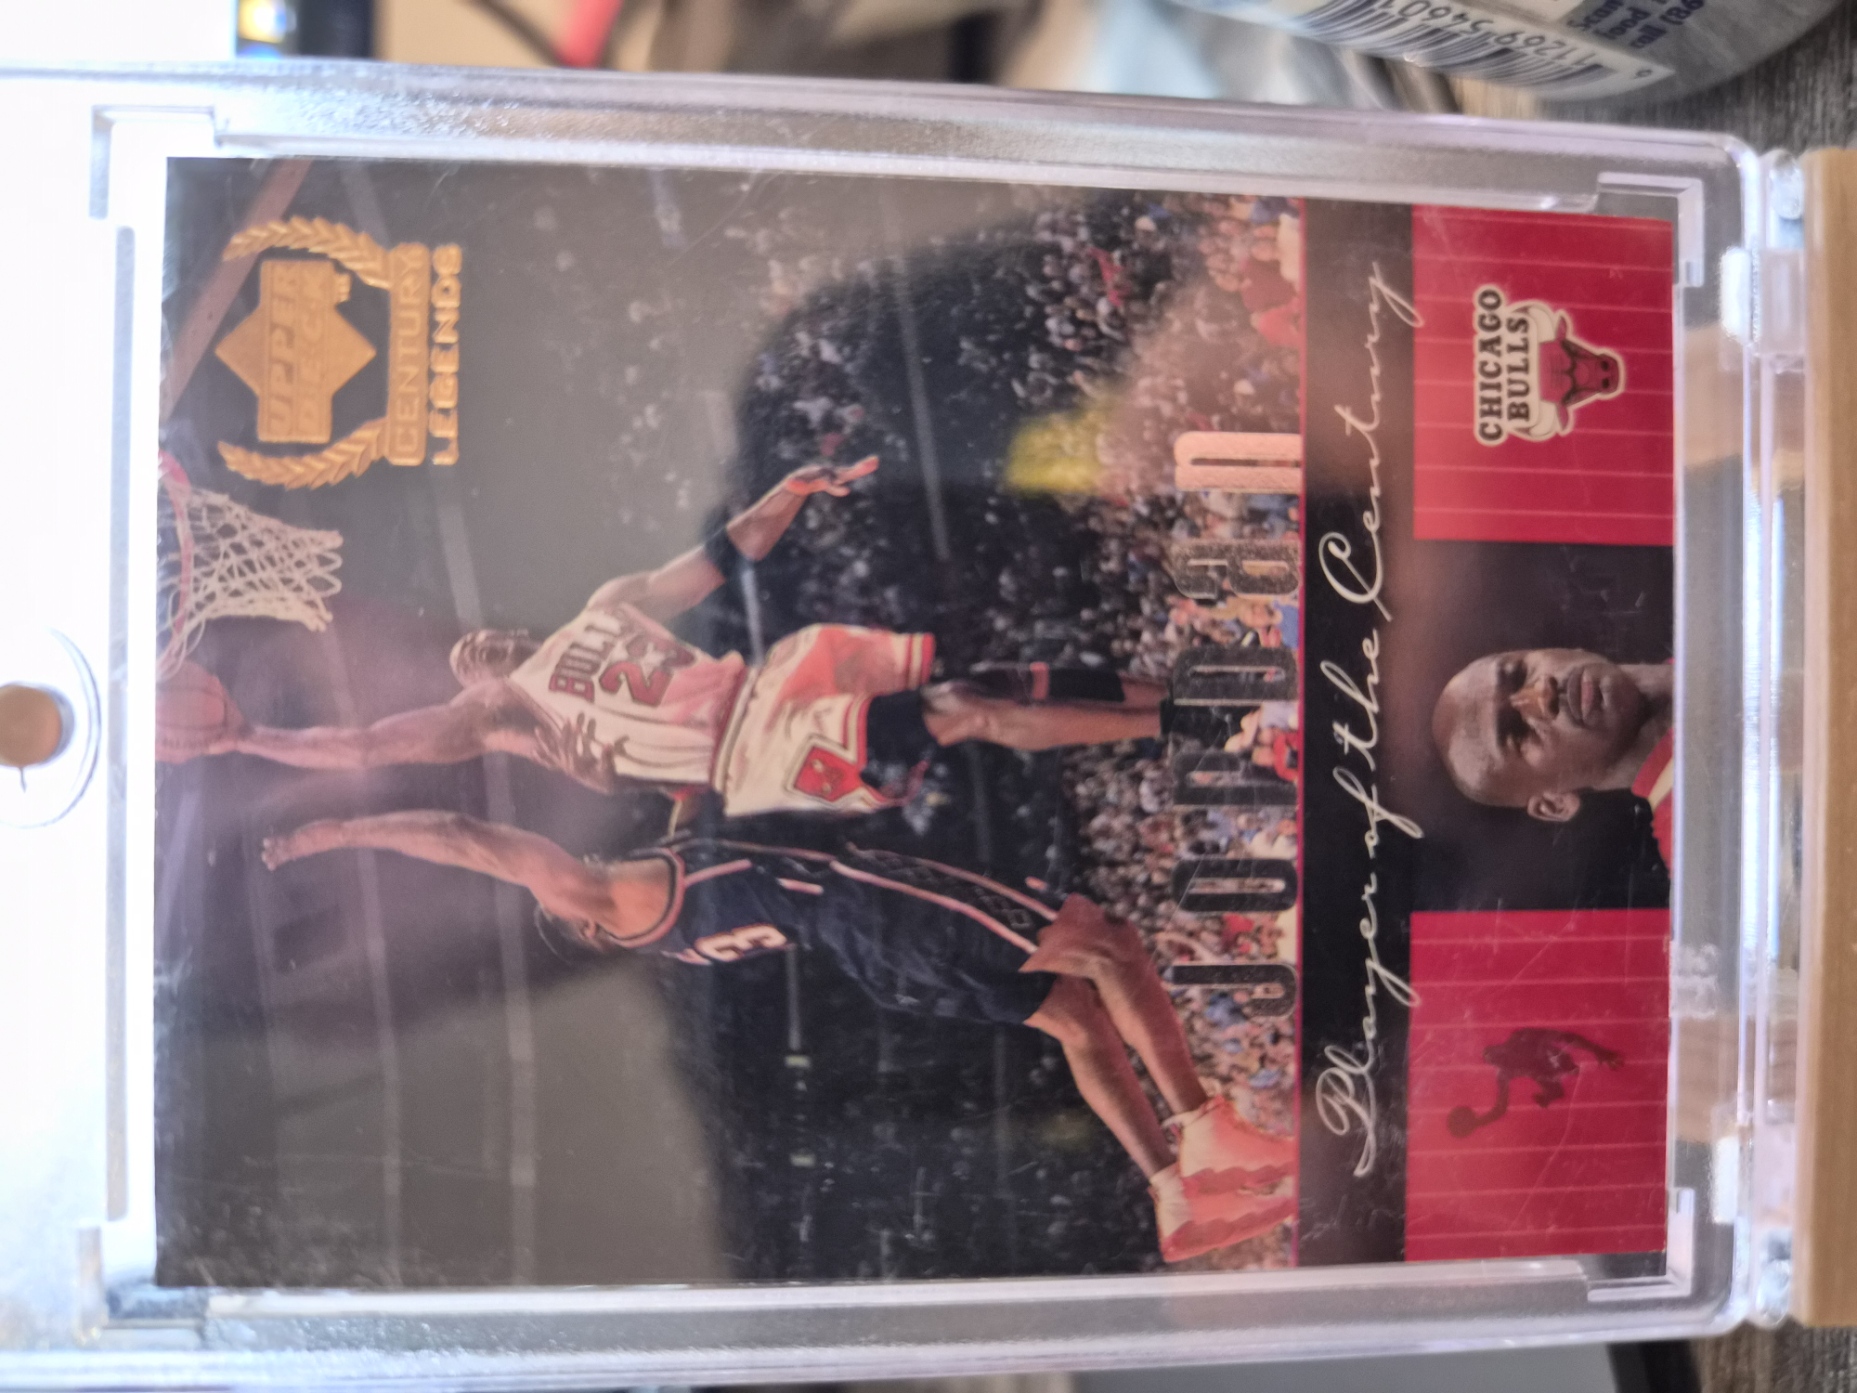 UPPER
DECK
CENTURY
LEGENDS
BULLS
23
3
Jordan
Player of the Century
CHICAGO
BULLS